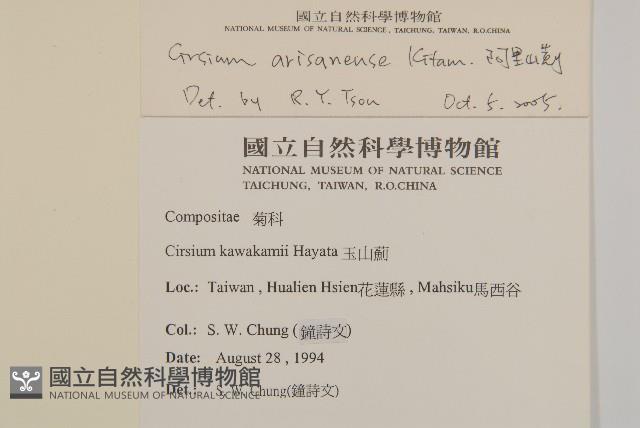 國立自然科學博物館
NATIONAL MUSEUM OF NATURAL SCIENCE, TAICHUNG, TAIWAN, R.O.CHINA
Cirsium arisanense Kitam. 阿里山薊
Det. by R. Y. Tsou Oct. 5. 2005.
國立自然科學博物館
NATIONAL MUSEUM OF NATURAL SCIENCE
TAICHUNG, TAIWAN, R.O.CHINA
Compositae 菊科
Cirsium kawakamii Hayata 玉山薊
Loc.: Taiwan , Hualien Hsien花蓮縣 , Mahsiku馬西谷
Col.: S. W. Chung (鐘詩文)
Date: August 28 , 1994
Det.: S. W. Chung(鐘詩文)
國立自然科學博物館
NATIONAL MUSEUM OF NATURAL SCIENCE